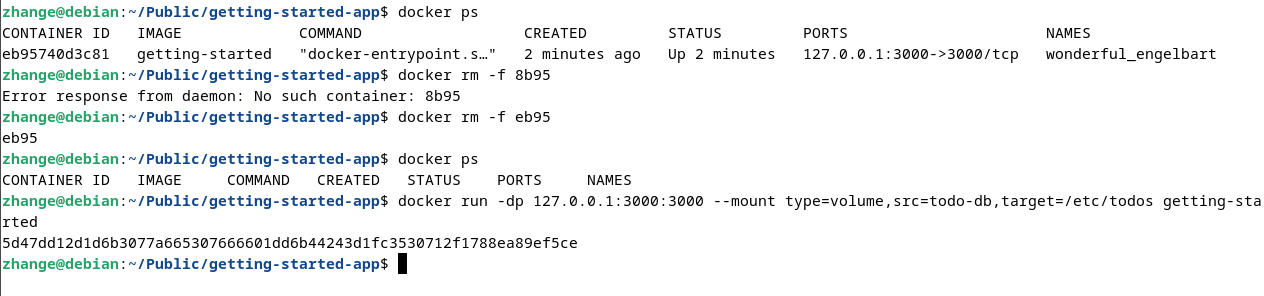 zhange@debian:~/Public/getting-started-app$ docker ps
CONTAINER ID   IMAGE             COMMAND                  CREATED         STATUS         PORTS                      NAMES
eb95740d3c81   getting-started   "docker-entrypoint.s…"   2 minutes ago   Up 2 minutes   127.0.0.1:3000->3000/tcp   wonderful_engelbart
zhange@debian:~/Public/getting-started-app$ docker rm -f 8b95
Error response from daemon: No such container: 8b95
zhange@debian:~/Public/getting-started-app$ docker rm -f eb95
eb95
zhange@debian:~/Public/getting-started-app$ docker ps
CONTAINER ID   IMAGE     COMMAND   CREATED   STATUS    PORTS     NAMES
zhange@debian:~/Public/getting-started-app$ docker run -dp 127.0.0.1:3000:3000 --mount type=volume,src=todo-db,target=/etc/todos getting-sta
rted
5d47dd12d1d6b3077a665307666601dd6b44243d1fc3530712f1788ea89ef5ce
zhange@debian:~/Public/getting-started-app$